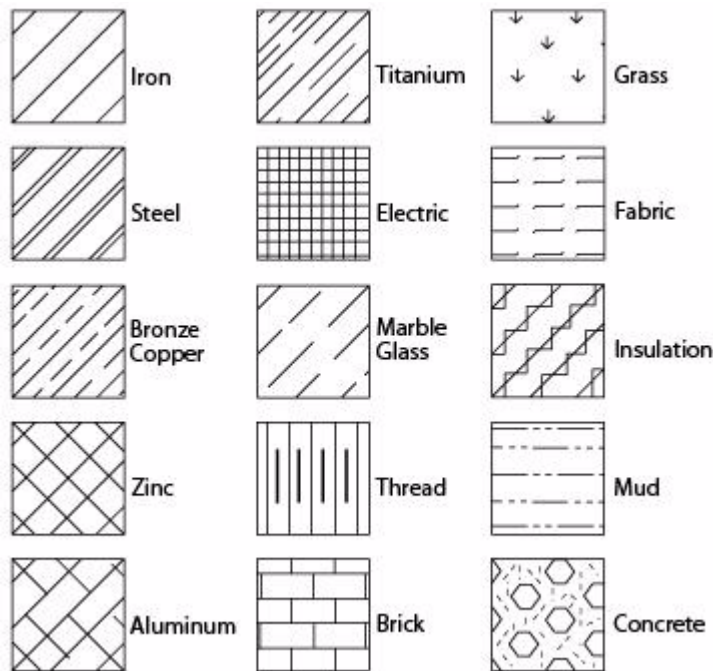 Iron
Titanium
Grass
Steel
Electric
Fabric
Bronze
Copper
Marble
Glass
Insulation
Zinc
Thread
Mud
Aluminum
Brick
Concrete